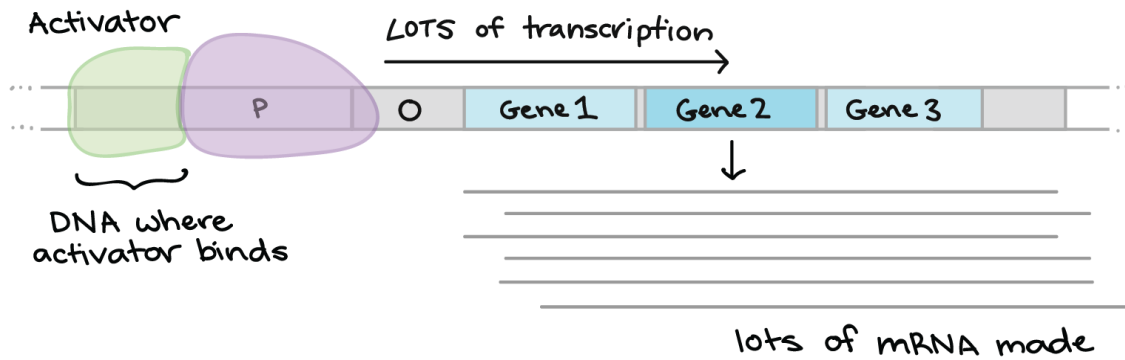 Activator
LOTS of transcription
P
O
Gene 1
Gene 2
Gene 3
DNA where
activator binds
lots of mRNA made